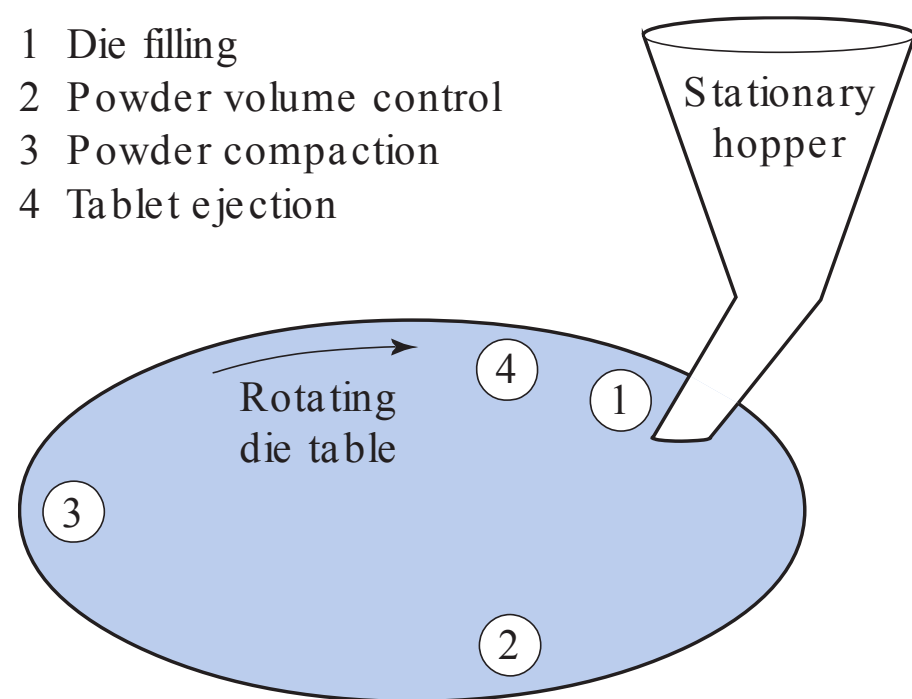 1 Die filling
2 Powder volume control
3 Powder compaction
4 Tablet ejection
Stationary
hopper
4
1
Rotating
die table
3
2